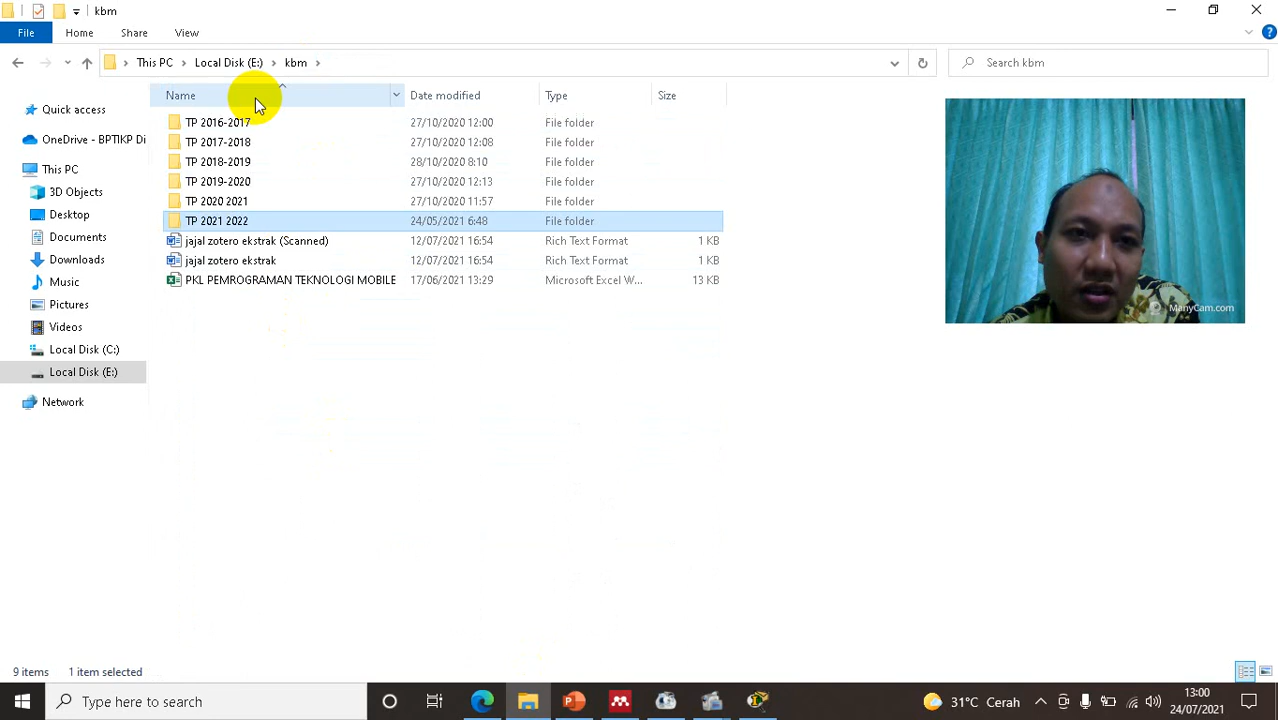 kbm
File Home Share View
This PC Local Disk (E:) kbm
Search kbm
Name Date modified Type Size
Quick access
OneDrive - BPTIKP Di
This PC
3D Objects
Desktop
Documents
Downloads
Music
Pictures
Videos
Local Disk (C:)
Local Disk (E:)
Network
TP 2016-2017 27/10/2020 12:00 File folder
TP 2017-2018 27/10/2020 12:08 File folder
TP 2018-2019 28/10/2020 8:10 File folder
TP 2019-2020 27/10/2020 12:13 File folder
TP 2020 2021 27/10/2020 11:57 File folder
TP 2021 2022 24/05/2021 6:48 File folder
jajal zotero ekstrak (Scanned) 12/07/2021 16:54 Rich Text Format 1 KB
jajal zotero ekstrak 12/07/2021 16:54 Rich Text Format 1 KB
PKL PEMROGRAMAN TEKNOLOGI MOBILE 17/06/2021 13:29 Microsoft Excel W... 13 KB
ManyCam.com
9 items 1 item selected
Type here to search
31°C Cerah
13:00
24/07/2021